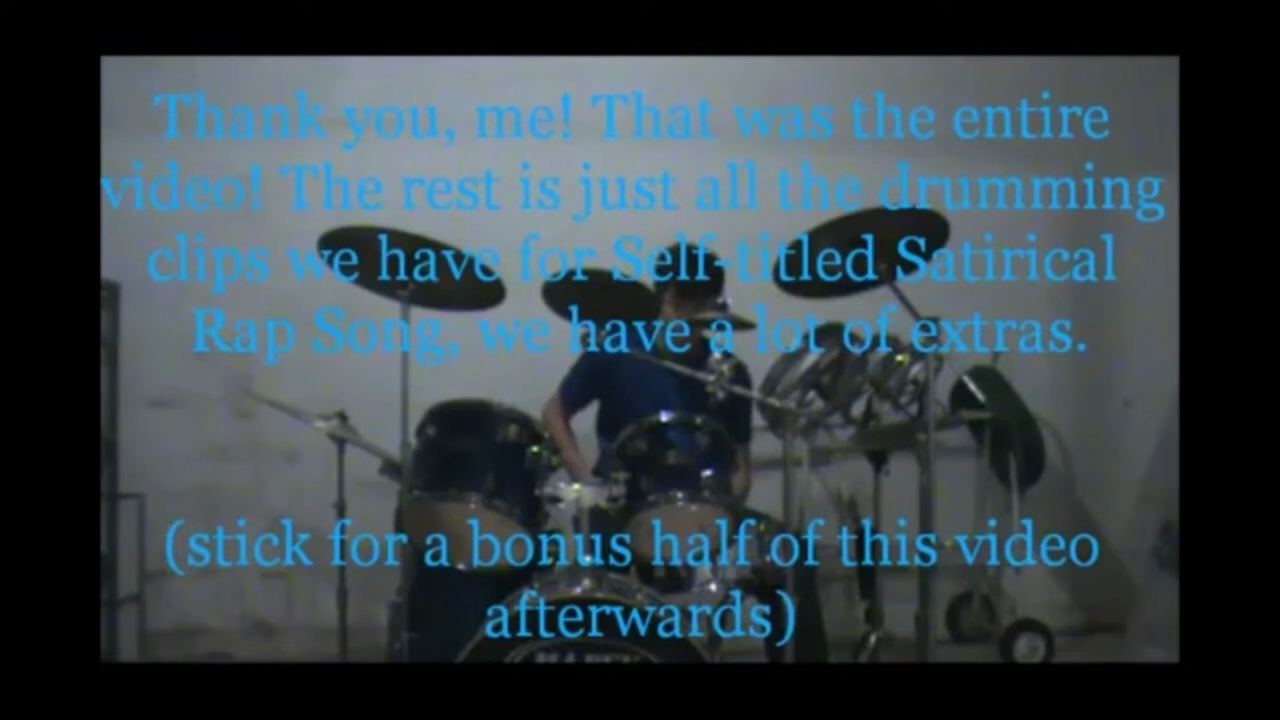 Thank you, me! That was the entire
video! The rest is just all the drumming
clips we have for Self-titled Satirical
Rap Song, we have a lot of extras.
(stick for a bonus half of this video
afterwards)